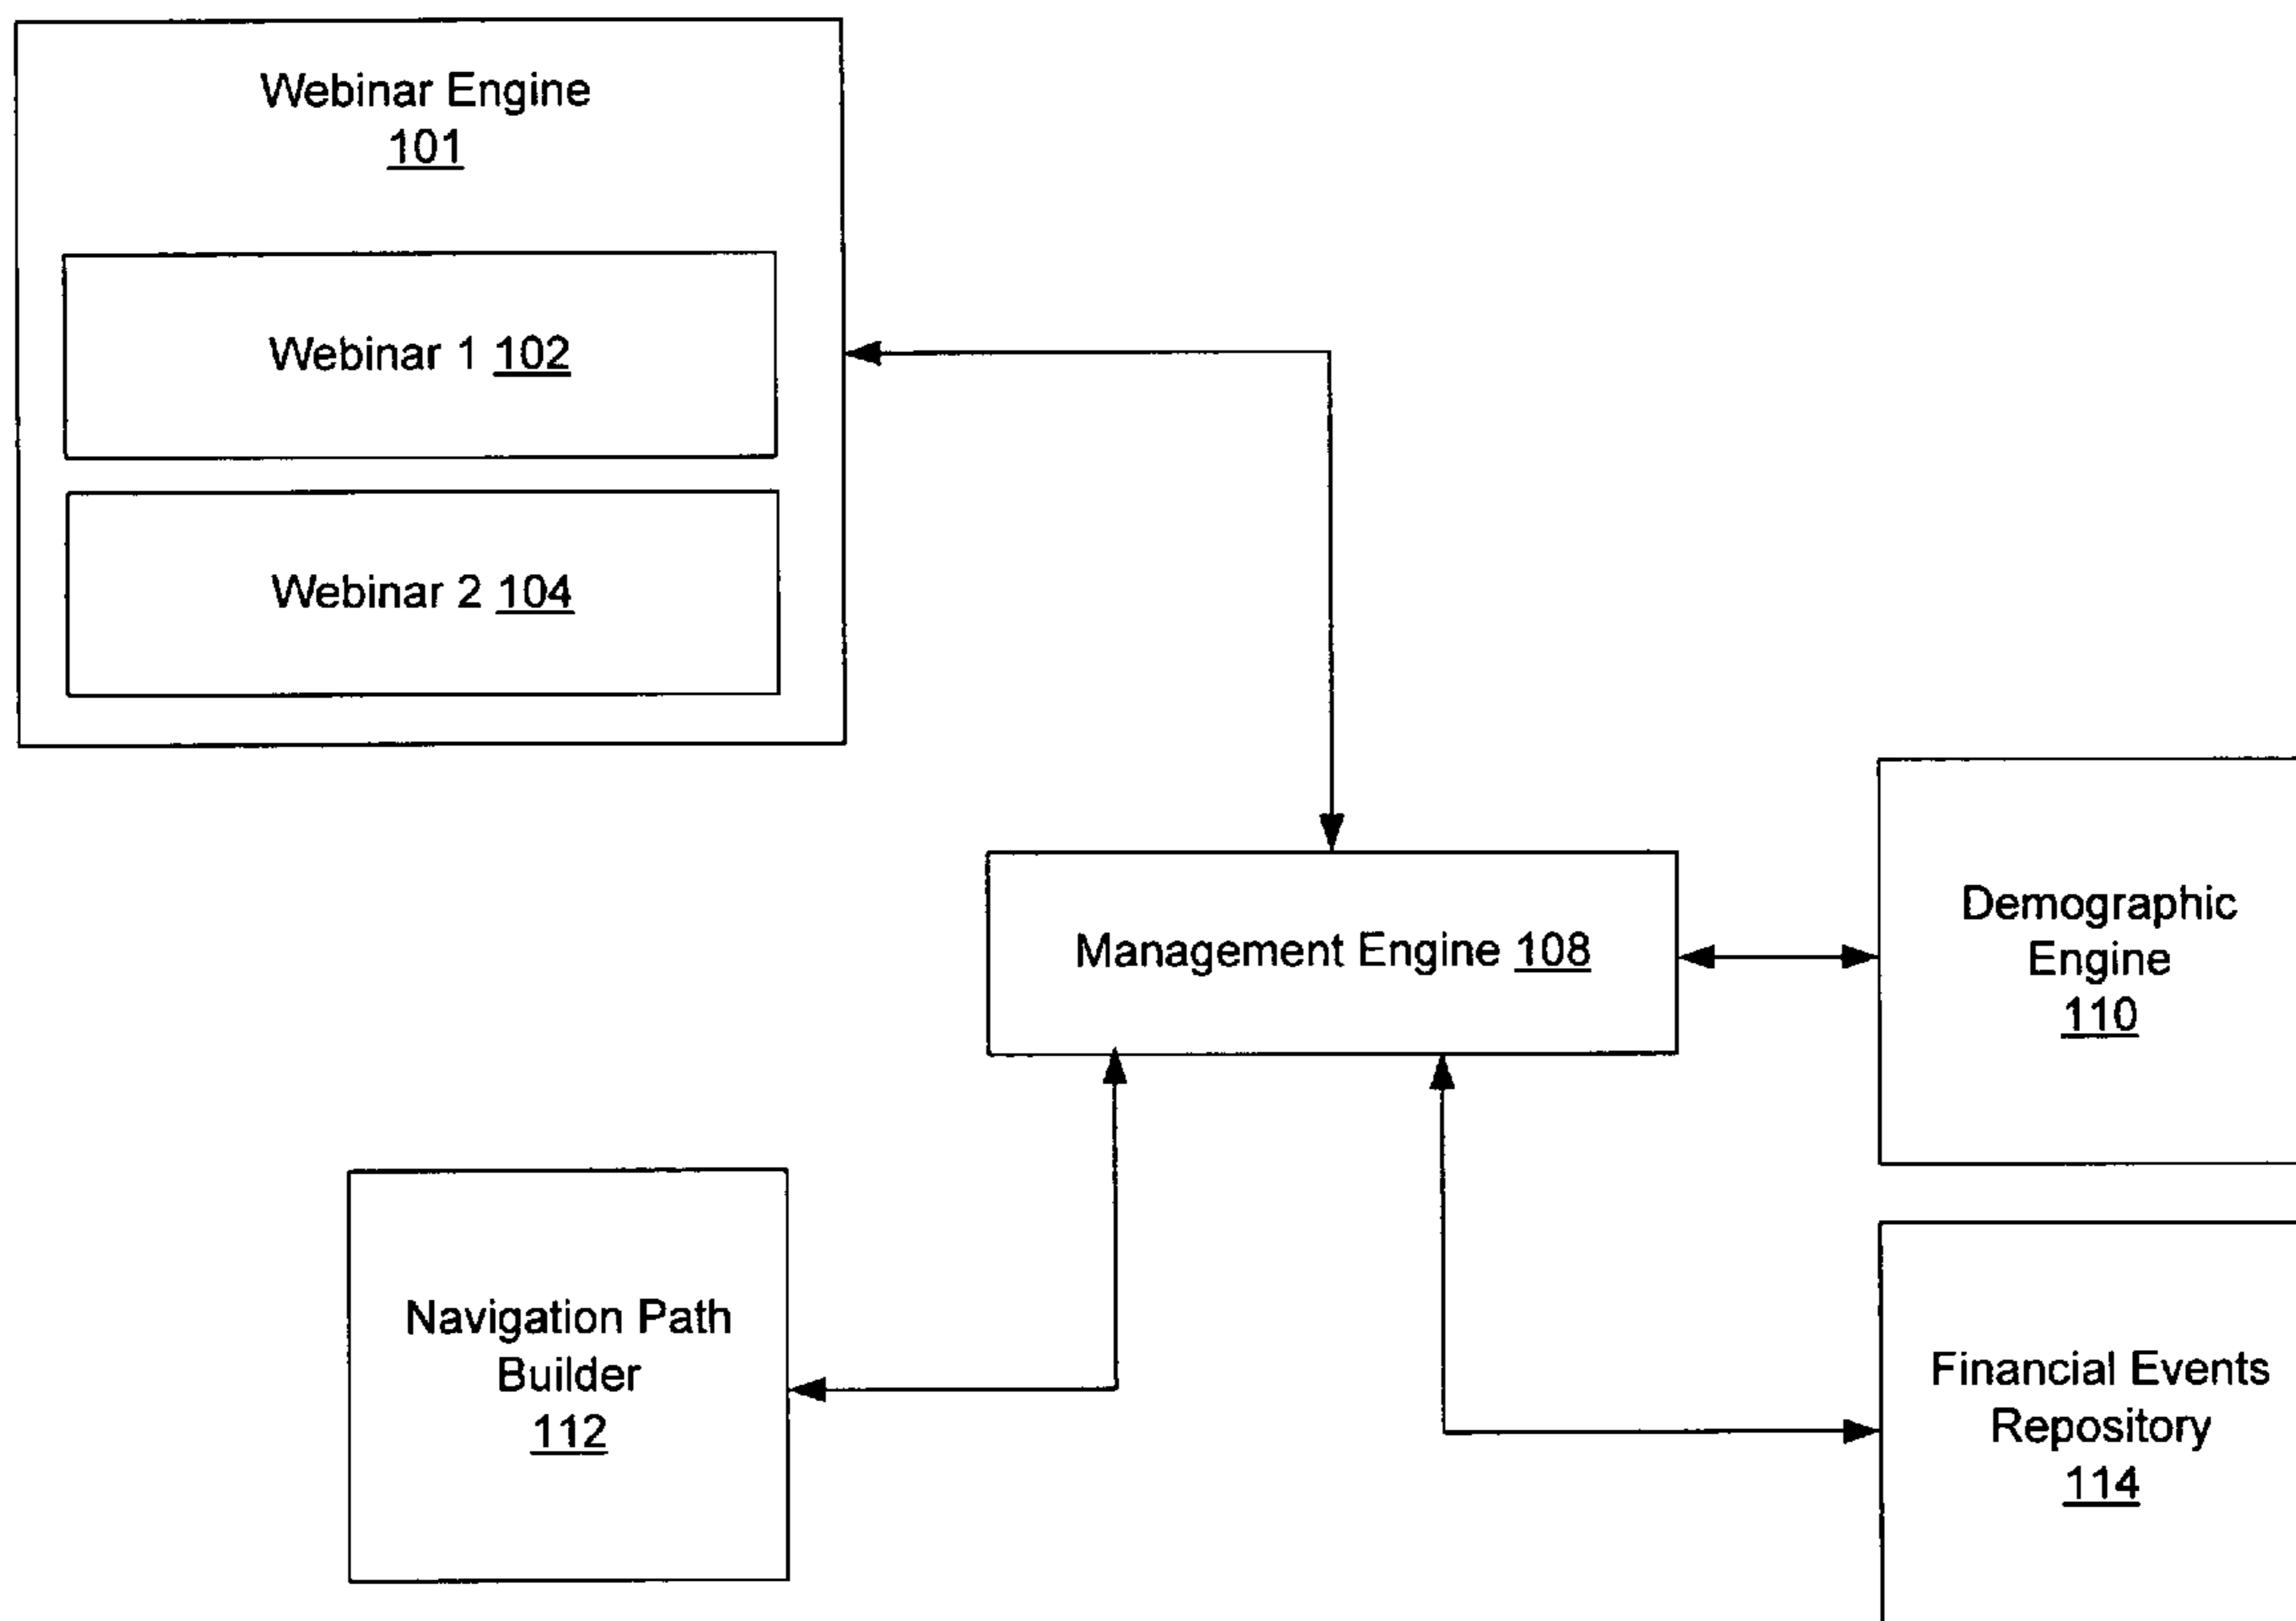 Webinar Engine
101
Webinar 1 102
Webinar 2 104
Management Engine 108
Demographic
Engine
110
Navigation Path
Builder
112
Financial Events
Repository
114